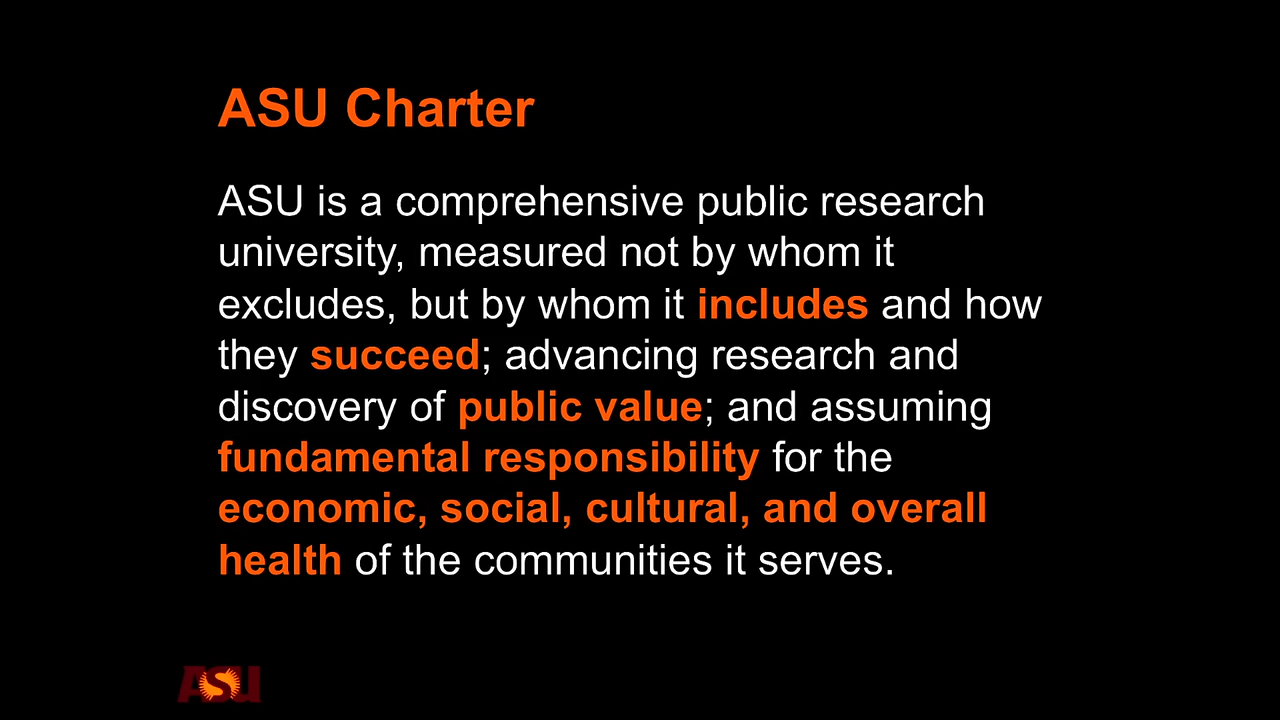 ASU Charter
ASU is a comprehensive public research
university, measured not by whom it
excludes, but by whom it includes and how
they succeed; advancing research and
discovery of public value; and assuming
fundamental responsibility for the
economic, social, cultural, and overall
health of the communities it serves.
ASU